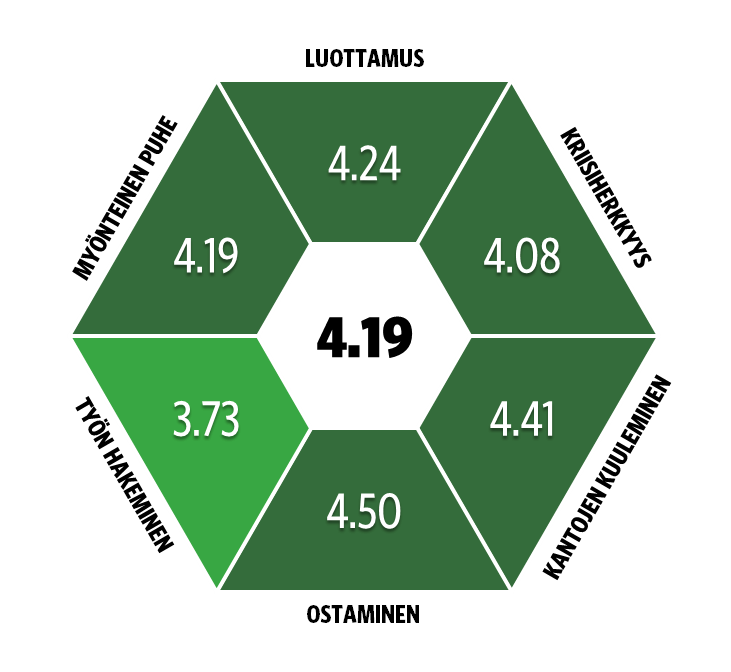 LUOTTAMUS
4.24
KRIISIHERKKYYS
4.08
KANTOJEN KUULEMINEN
4.41
OSTAMINEN
4.50
TYÖN HAKEMINEN
3.73
MYÖNTEINEN PUHE
4.19
4.19